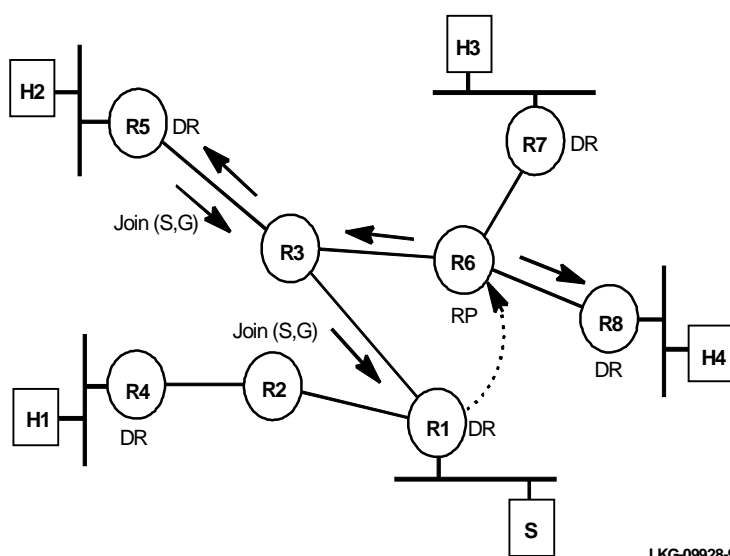 H3
H2
R5
DR
R7
DR
Join (S,G)
R3
R6
RP
R8
DR
H4
Join (S,G)
R4
DR
R2
H1
R1
DR
S